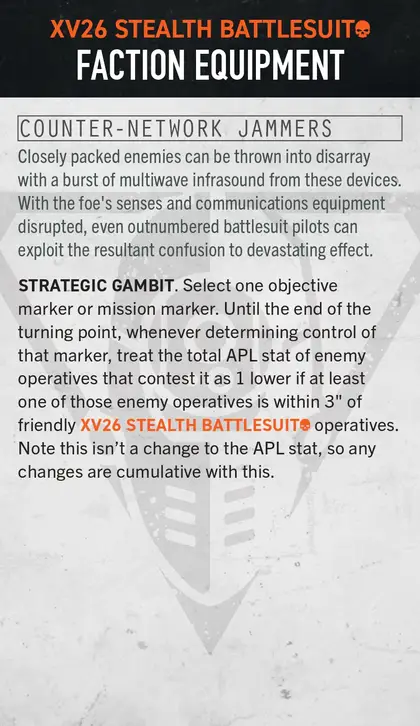 XV26 STEALTH BATTLESUIT
FACTION EQUIPMENT
COUNTER-NETWORK JAMMERS
Closely packed enemies can be thrown into disarray
with a burst of multiwave infrasound from these devices.
With the foe's senses and communications equipment
disrupted, even outnumbered battlesuit pilots can
exploit the resultant confusion to devastating effect.
STRATEGIC GAMBIT. Select one objective
marker or mission marker. Until the end of the
turning point, whenever determining control of
that marker, treat the total APL stat of enemy
operatives that contest it as 1 lower if at least
one of those enemy operatives is within 3" of
friendly XV26 STEALTH BATTLESUIT operatives.
Note this isn’t a change to the APL stat, so any
changes are cumulative with this.